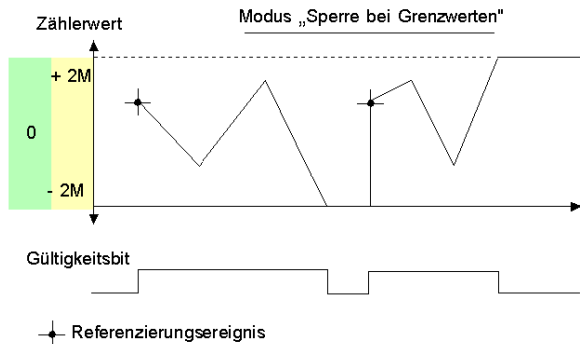 Modus „Sperre bei Grenzwerten"
Zählerwert
+ 2M
0
- 2M
Gültigkeitsbit
Referenzierungsereignis